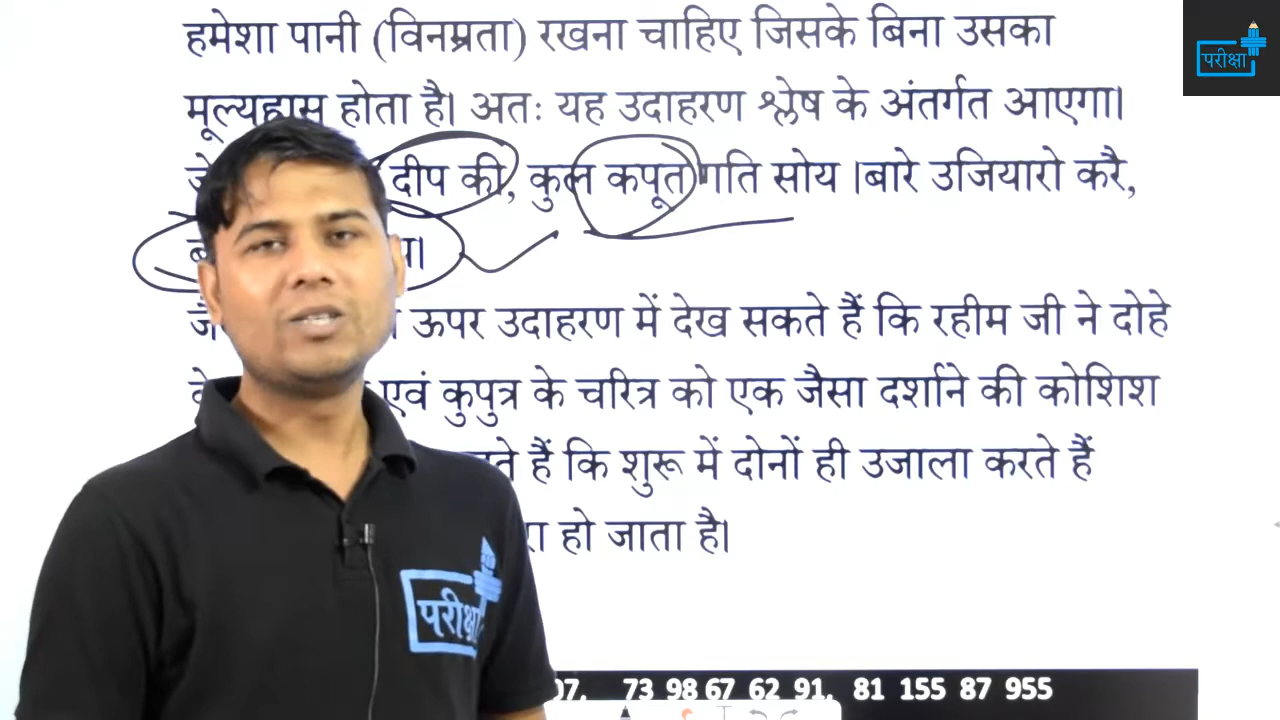 हमेशा पानी (विनम्रता) रखना चाहिए जिसके बिना उसका
परीक्षा
मूल्यह्रास होता है। अतः यह उदाहरण श्लेष के अंतर्गत आएगा।
दीप की, कुल कपूत गति सोय ।बारे उजियारो करै,
ऊपर उदाहरण में देख सकते हैं कि रहीम जी ने दोहे
एवं कुपुत्र के चरित्र को एक जैसा दर्शाने की कोशिश
हैं कि शुरू में दोनों ही उजाला करते हैं
हो जाता है।
परीक्षा
07. 73 98 67 62 91. 81 155 87 955